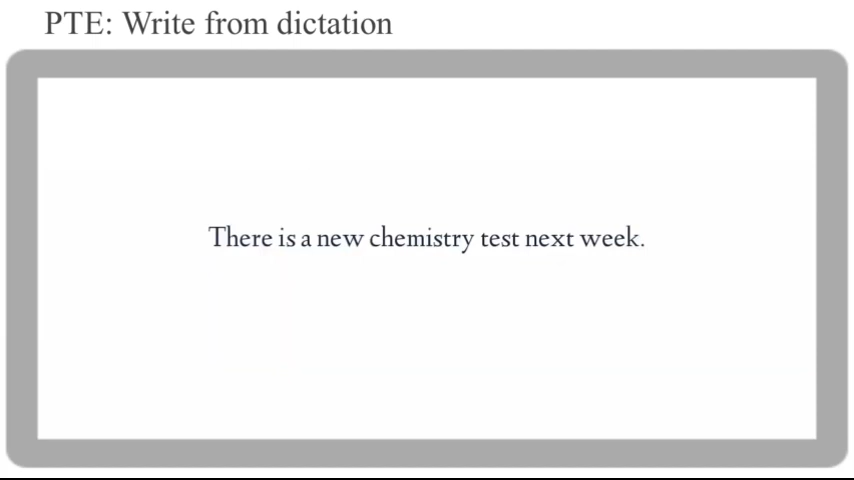 PTE: Write from dictation
There is a new chemistry test next week.